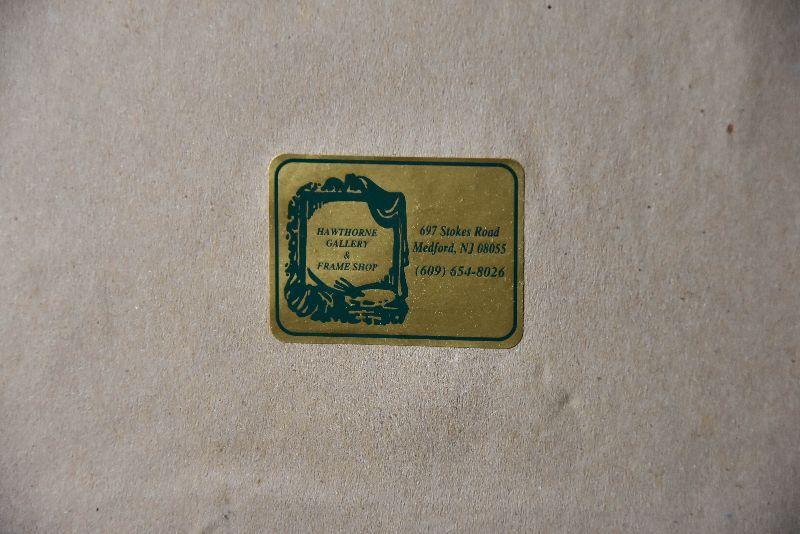 HAWTHORNE
GALLERY
&
FRAME SHOP
697 Stokes Road
Medford, NJ 08055
(609) 654-8026